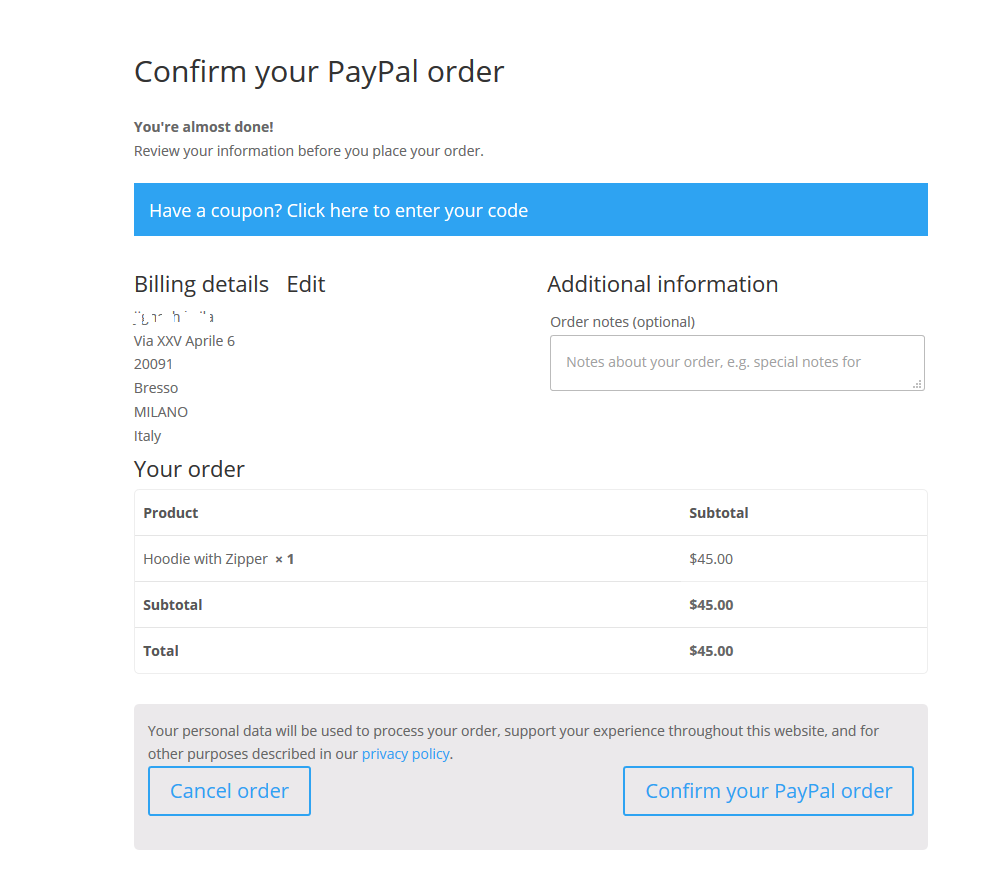 Confirm your PayPal order
You're almost done!
Review your information before you place your order.
Have a coupon? Click here to enter your code
Billing details Edit
Via XXV Aprile 6
20091
Bresso
MILANO
Italy
Additional information
Order notes (optional)
Notes about your order, e.g. special notes for
Your order
Product Subtotal
Hoodie with Zipper × 1 $45.00
Subtotal $45.00
Total $45.00
Your personal data will be used to process your order, support your experience throughout this website, and for
other purposes described in our privacy policy.
Cancel order Confirm your PayPal order